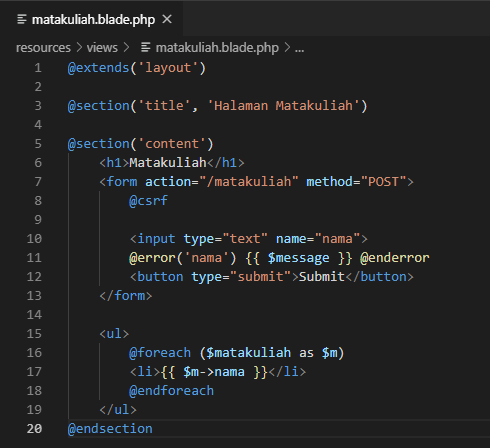 matakuliah.blade.php ×
resources > views > matakuliah.blade.php > ...
1 @extends('layout')
2
3 @section('title', 'Halaman Matakuliah')
4
5 @section('content')
6     <h1>Matakuliah</h1>
7     <form action="/matakuliah" method="POST">
8         @csrf
9
10         <input type="text" name="nama">
11         @error('nama') {{ $message }} @enderror
12         <button type="submit">Submit</button>
13     </form>
14
15     <ul>
16         @foreach ($matakuliah as $m)
17         <li>{{ $m->nama }}</li>
18         @endforeach
19     </ul>
20 @endsection